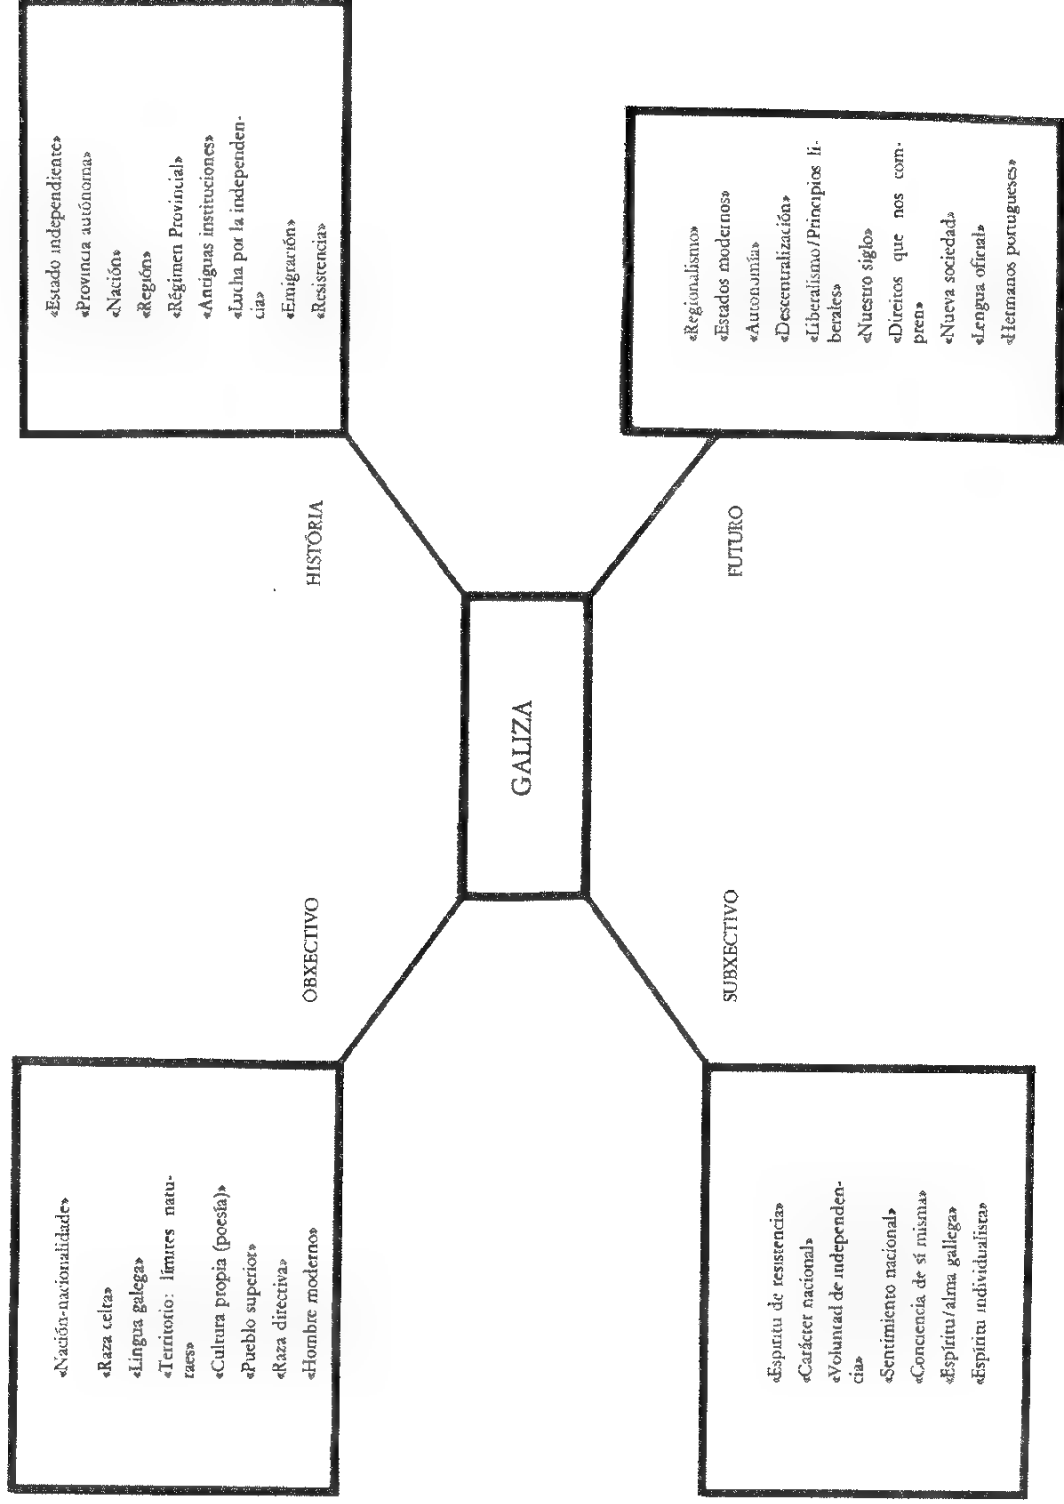 «Nación-nacionalidade»
«Raza celta»
«Lingua galega»
«Territorio: límites natu-
raes»
«Cultura propia (poesía)»
«Pueblo superior»
«Raza directiva»
«Hombre moderno»
OBXECTIVO
HISTÓRIA
«Estado independiente»
«Provincia autónoma»
«Nación»
«Región»
«Régimen Provincial»
«Antiguas instituciones»
«Lucha por la independen-
cia»
«Emigración»
«Resistencia»
GALIZA
«Espíritu de resistencia»
«Carácter nacional»
«Voluntad de independen-
cia»
«Sentimiento nacional»
«Conciencia de sí misma»
«Espíritu/alma gallega»
«Espíritu individualista»
SUBXECTIVO
FUTURO
«Regionalismo»
«Estados modernos»
«Autonomía»
«Descentralización»
«Liberalismo/Principios li-
berales»
«Nuestro siglo»
«Direitos que nos com-
pren»
«Nueva sociedad»
«Lengua oficial»
«Hermanos portugueses»